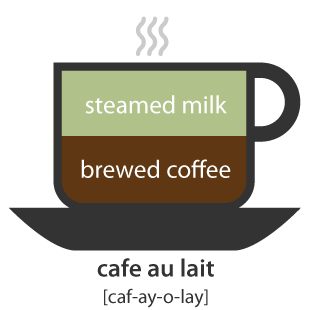 steamed milk
brewed coffee
cafe au lait
[caf-ay-o-lay]